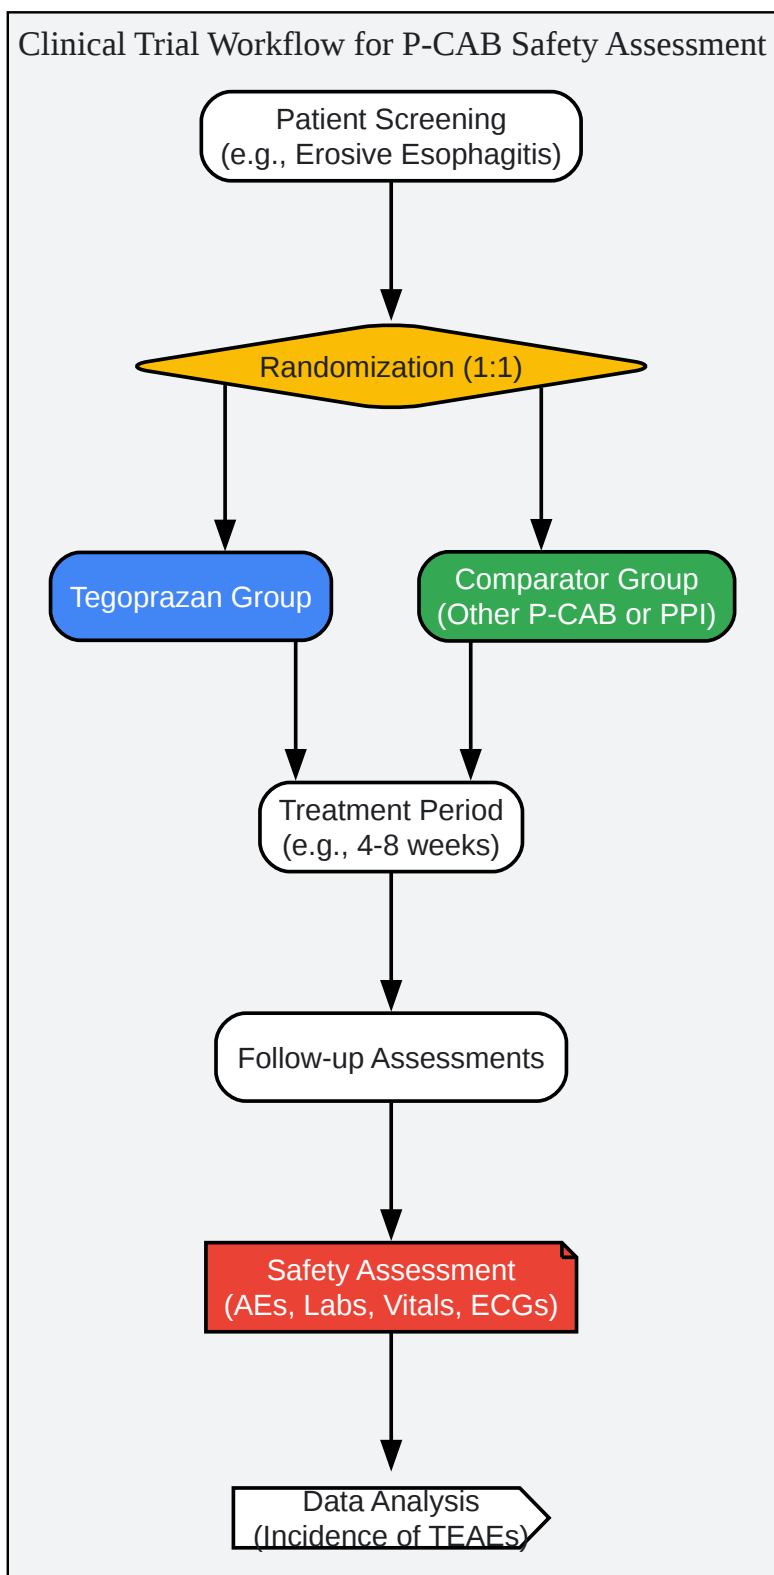 Clinical Trial Workflow for P-CAB Safety Assessment
Patient Screening
(e.g., Erosive Esophagitis)
Randomization (1:1)
Tegoprazan Group
Comparator Group
(Other P-CAB or PPI)
Treatment Period
(e.g., 4-8 weeks)
Follow-up Assessments
Safety Assessment
(AEs, Labs, Vitals, ECGs)
Data Analysis
(Incidence of TEAEs)